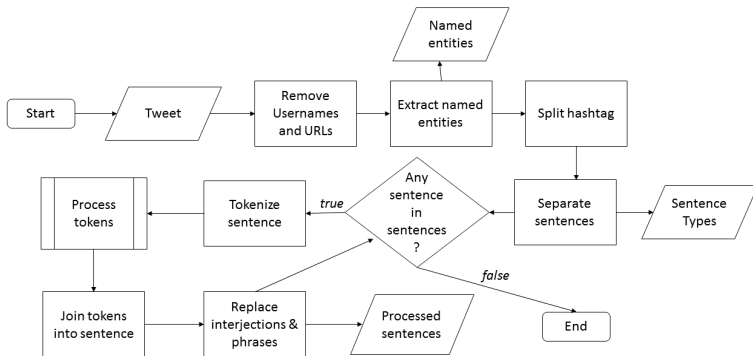 Named
entities
Start
Tweet
Remove
Usernames
and URLs
Extract named
entities
Split hashtag
Process
tokens
Tokenize
sentence
true
Any
sentence
in
sentences
?
Separate
sentences
Sentence
Types
false
Join tokens
into sentence
Replace
interjections &
phrases
Processed
sentences
End